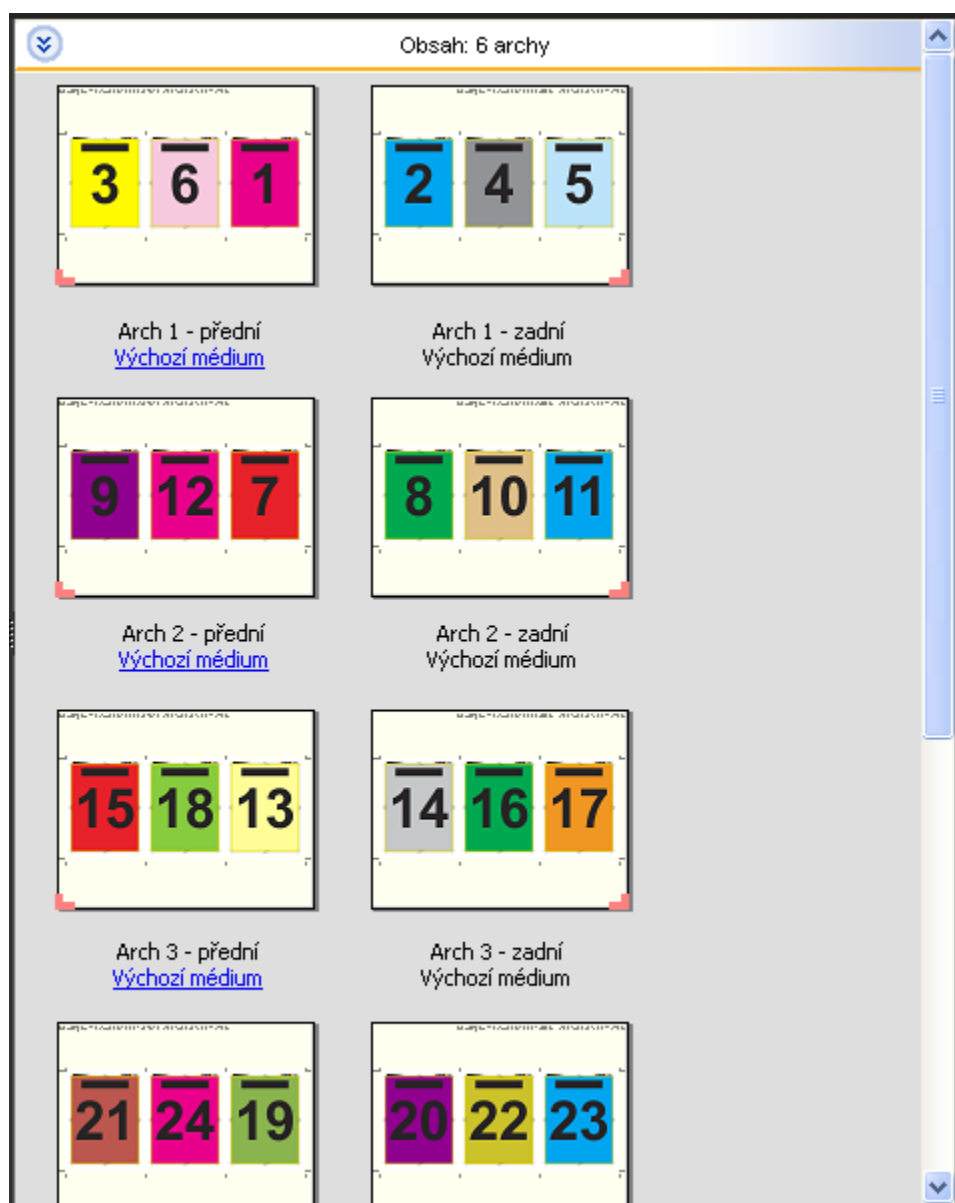 Obsah: 6 archy
3 6 1
2 4 5
Arch 1 - přední
Výchozí médium
Arch 1 - zadní
Výchozí médium
9 12 7
8 10 11
Arch 2 - přední
Výchozí médium
Arch 2 - zadní
Výchozí médium
15 18 13
14 16 17
Arch 3 - přední
Výchozí médium
Arch 3 - zadní
Výchozí médium
21 24 19
20 22 23